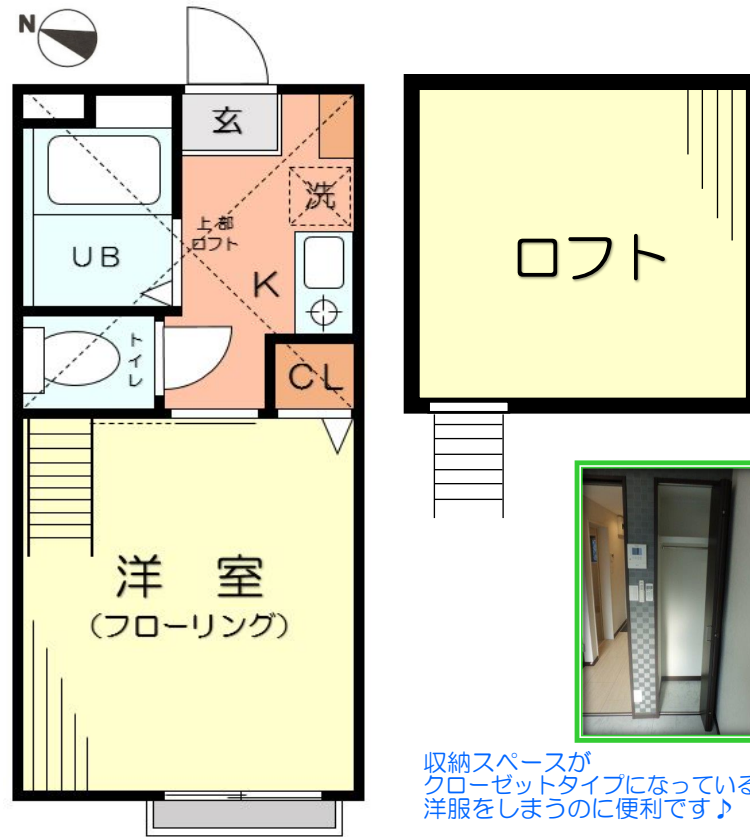 N
玄
洗
上部
ロフト
UB
K
トイレ
CL
洋室
(フローリング)
ロフト
収納スペースが
クローゼットタイプになっている
洋服をしまうのに便利です♪